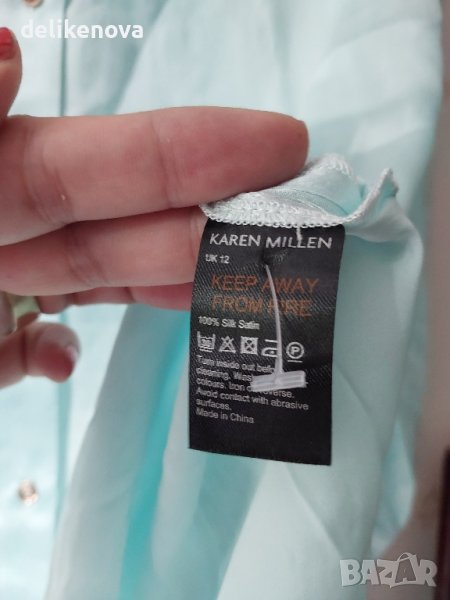 delikenova
KAREN MILLEN
UK 12
KEEP AWAY
FROM FIRE
100% Silk Satin
30 P
Turn inside out before
cleaning. Wash
colours. Iron on reverse.
Avoid contact with abrasive
surfaces.
Made in China
BAZAR